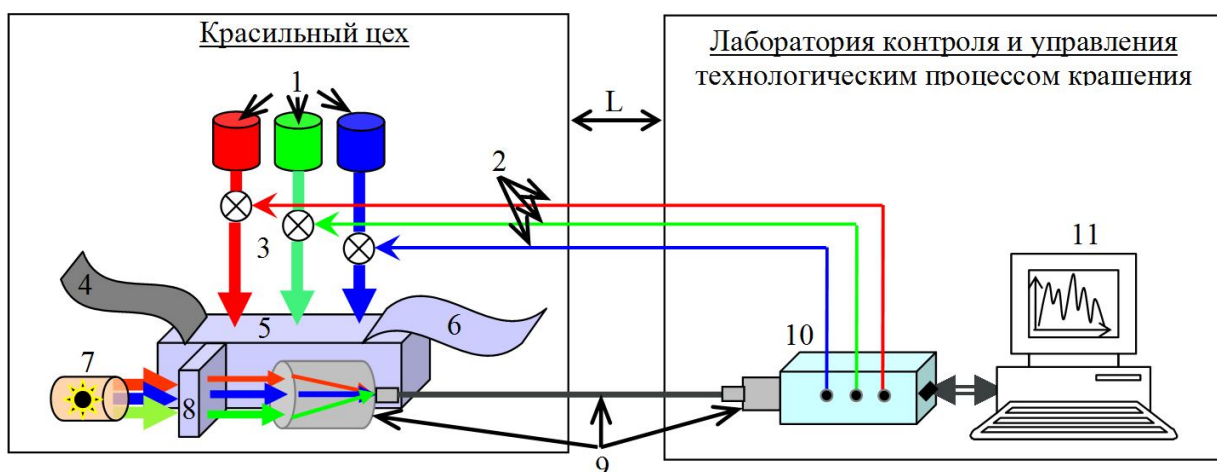 Красильный цех
Лаборатория контроля и управления
технологическим процессом крашения
1
L
2
3
11
4
5
6
10
7
8
9